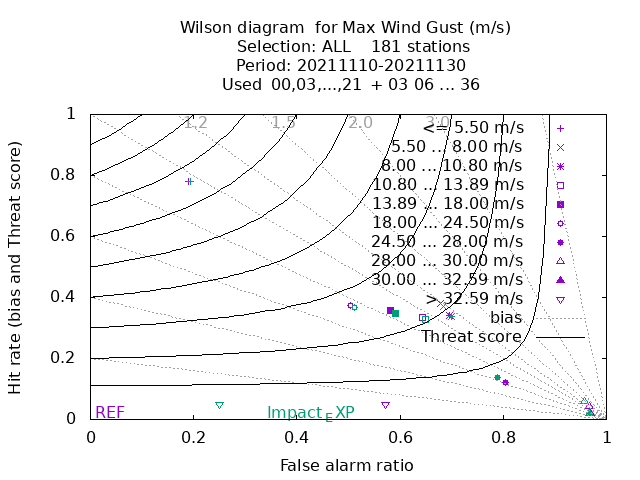 Wilson diagram for Max Wind Gust (m/s)
Selection: ALL 181 stations
Period: 20211110-20211130
Used 00,03,...,21 + 03 06 ... 36
Hit rate (bias and Threat score)
1
0.8
0.6
0.4
0.2
0
1.2 1.5 2.0 3.0
<= 5.50 m/s
5.50 ... 8.00 m/s
8.00 ... 10.80 m/s
10.80 ... 13.89 m/s
13.89 ... 18.00 m/s
18.00 ... 24.50 m/s
24.50 ... 28.00 m/s
28.00 ... 30.00 m/s
30.00 ... 32.59 m/s
> 32.59 m/s
bias
Threat score
REF Impact_EXP
0 0.2 0.4 0.6 0.8 1
False alarm ratio